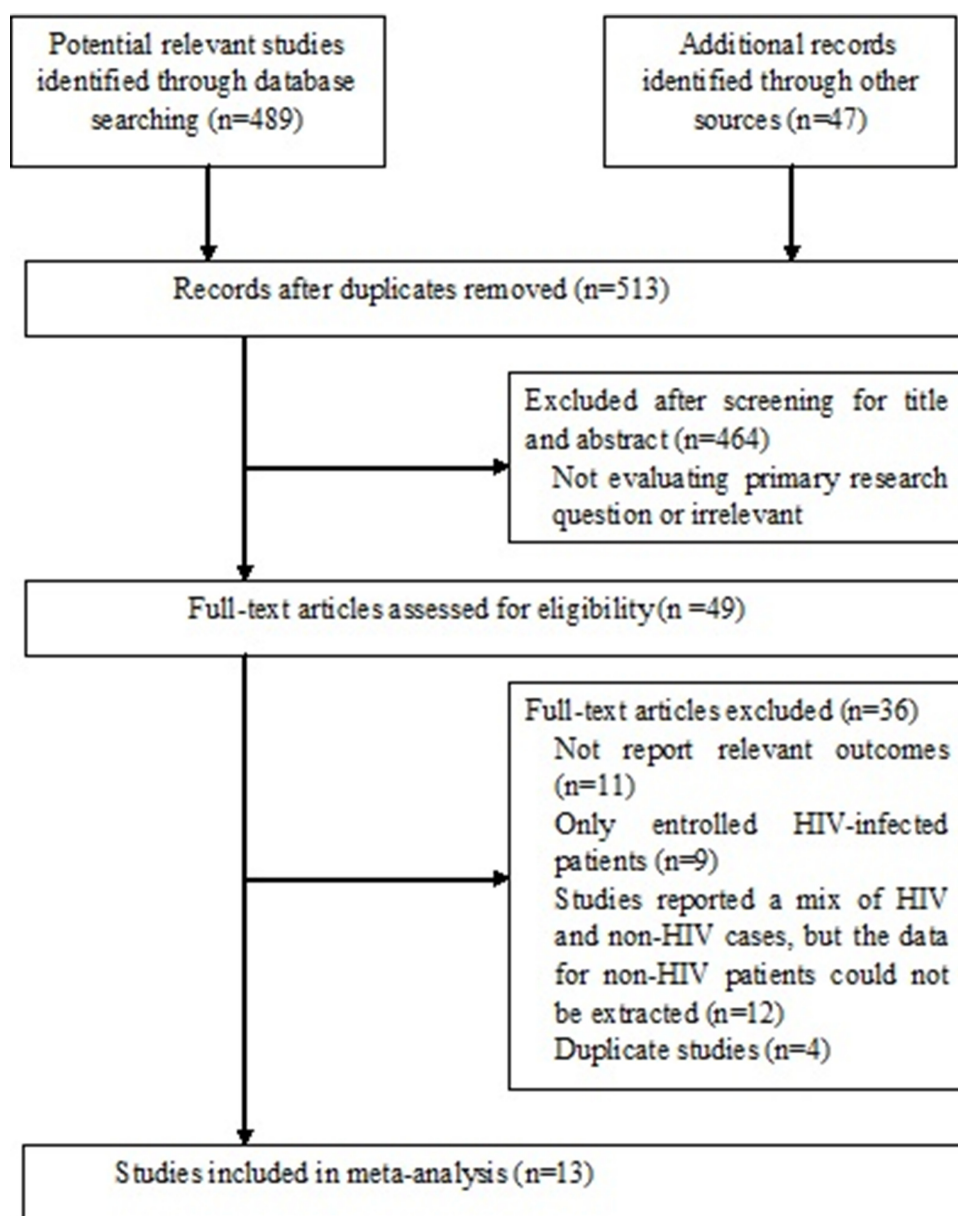 Potential relevant studies
identified through database
searching (n=489)
Additional records
identified through other
sources (n=47)
Records after duplicates removed (n=513)
Excluded after screening for title
and abstract (n=464)
Not evaluating primary research
question or irrelevant
Full-text articles assessed for eligibility (n =49)
Full-text articles excluded (n=36)
Not report relevant outcomes
(n=11)
Only entrolled HIV-infected
patients (n=9)
Studies reported a mix of HIV
and non-HIV cases, but the data
for non-HIV patients could not
be extracted (n=12)
Duplicate studies (n=4)
Studies included in meta-analysis (n=13)